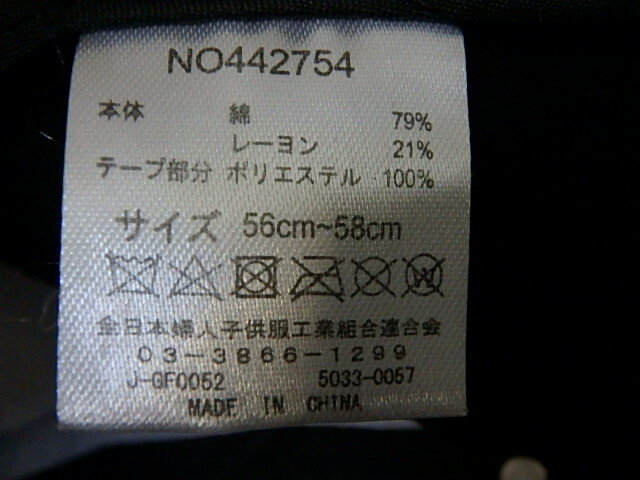 NO442754
本体 綿 79%
レーヨン 21%
テープ部分 ポリエステル 100%
サイズ 56cm~58cm
W
全日本婦人子供服工業組合連合会
03-3866-1299
J-GF0052 5033-0057
MADE IN CHINA